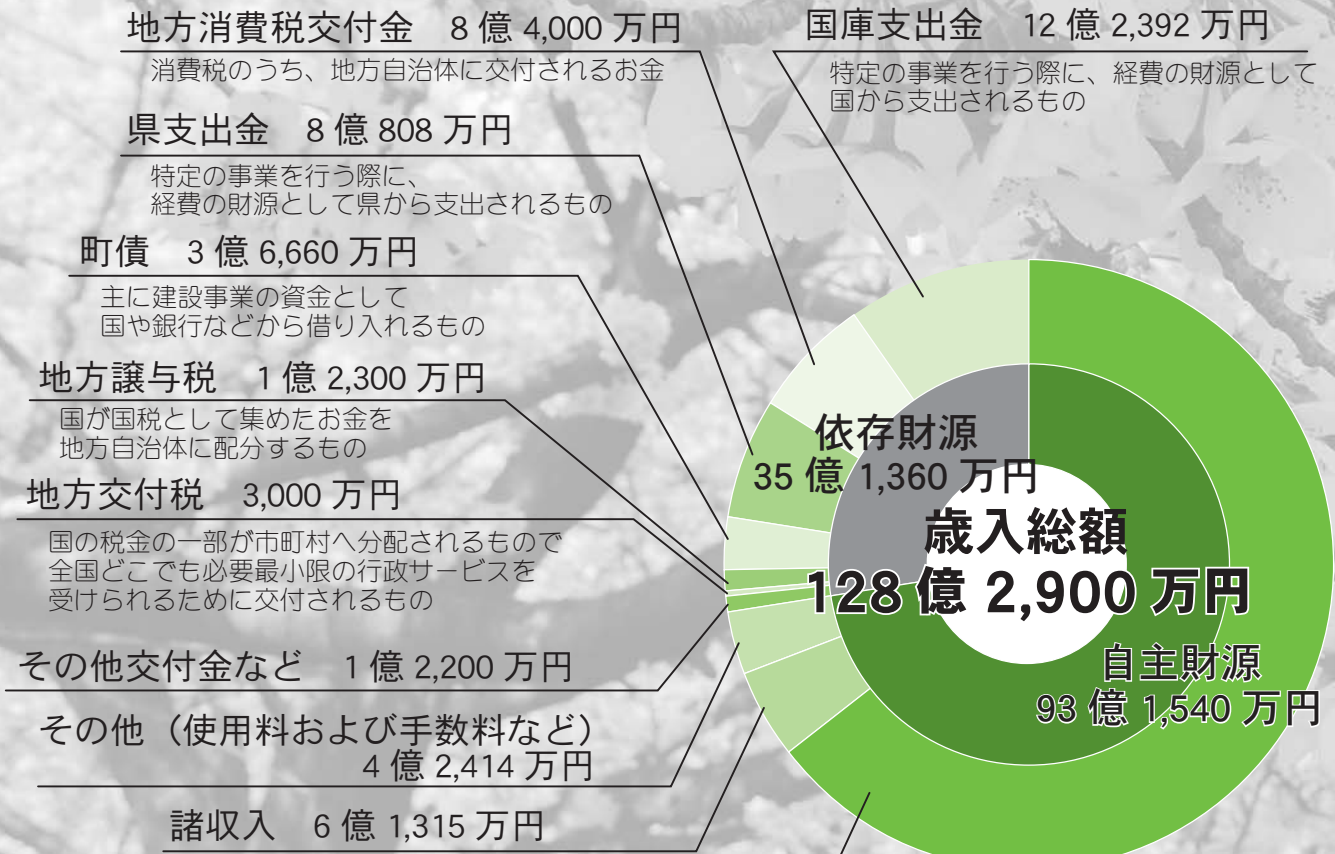 地方消費税交付金　8 億 4,000 万円
消費税のうち、地方自治体に交付されるお金
国庫支出金　12 億 2,392 万円
特定の事業を行う際に、経費の財源として
国から支出されるもの
県支出金　8 億 808 万円
特定の事業を行う際に、
経費の財源として県から支出されるもの
町債　3 億 6,660 万円
主に建設事業の資金として
国や銀行などから借り入れるもの
地方譲与税　1 億 2,300 万円
国が国税として集めたお金を
地方自治体に配分するもの
地方交付税　3,000 万円
国の税金の一部が市町村へ分配されるもので
全国どこでも必要最小限の行政サービスを
受けられるために交付されるもの
その他交付金など　1 億 2,200 万円
その他（使用料および手数料など）
4 億 2,414 万円
諸収入　6 億 1,315 万円
依存財源
35 億 1,360 万円
歳入総額
128 億 2,900 万円
自主財源
93 億 1,540 万円